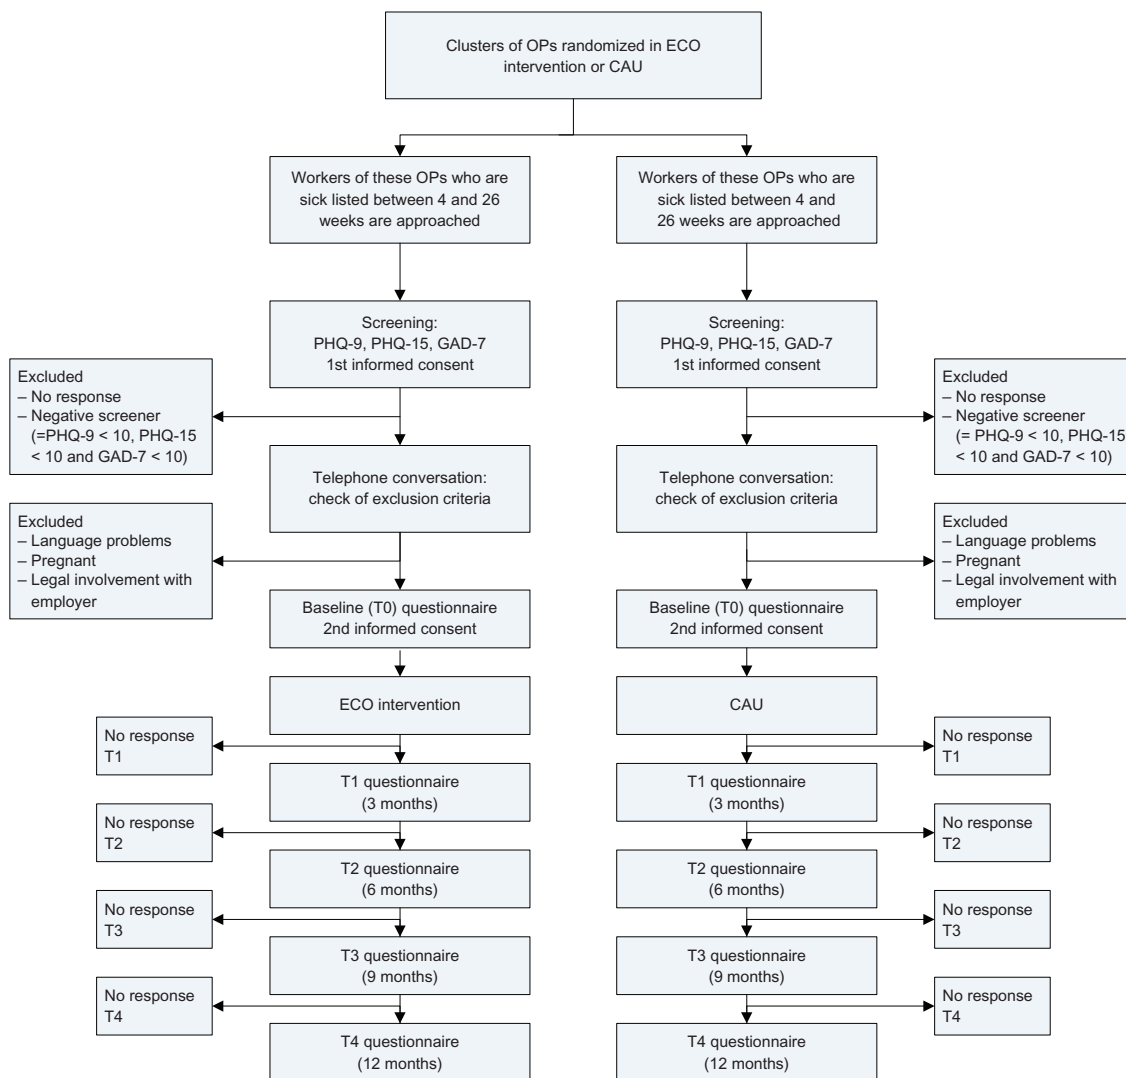 Clusters of OPs randomized in ECO
intervention or CAU
Workers of these OPs who are
sick listed between 4 and 26
weeks are approached
Workers of these OPs who are
sick listed between 4 and
26 weeks are approached
Screening:
PHQ-9, PHQ-15, GAD-7
1st informed consent
Screening:
PHQ-9, PHQ-15, GAD-7
1st informed consent
Excluded
– No response
– Negative screener
(=PHQ-9 < 10, PHQ-15
< 10 and GAD-7 < 10)
Excluded
– No response
– Negative screener
(= PHQ-9 < 10, PHQ-15
< 10 and GAD-7 < 10)
Telephone conversation:
check of exclusion criteria
Telephone conversation:
check of exclusion criteria
Excluded
– Language problems
– Pregnant
– Legal involvement with
employer
Excluded
– Language problems
– Pregnant
– Legal involvement with
employer
Baseline (T0) questionnaire
2nd informed consent
Baseline (T0) questionnaire
2nd informed consent
ECO intervention
CAU
No response
T1
No response
T1
T1 questionnaire
(3 months)
T1 questionnaire
(3 months)
No response
T2
No response
T2
T2 questionnaire
(6 months)
T2 questionnaire
(6 months)
No response
T3
No response
T3
T3 questionnaire
(9 months)
T3 questionnaire
(9 months)
No response
T4
No response
T4
T4 questionnaire
(12 months)
T4 questionnaire
(12 months)